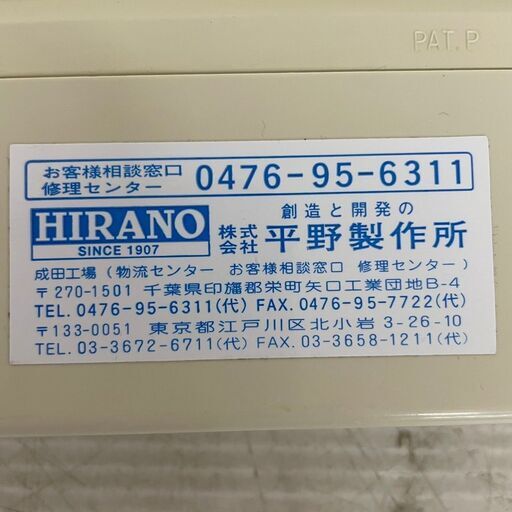 PAT. P
お客様相談窓口
修理センター 0476-95-6311
HIRANO
SINCE 1907
創造と開発の
株式会社 平野製作所
成田工場（物流センター お客様相談窓口 修理センター）
〒270-1501 千葉県印旛郡栄町矢口工業団地B-4
TEL. 0476-95-6311(代) FAX. 0476-95-7722(代)
〒133-0051 東京都江戸川区北小岩 3-26-10
TEL. 03-3672-6711(代) FAX. 03-3658-1211(代)